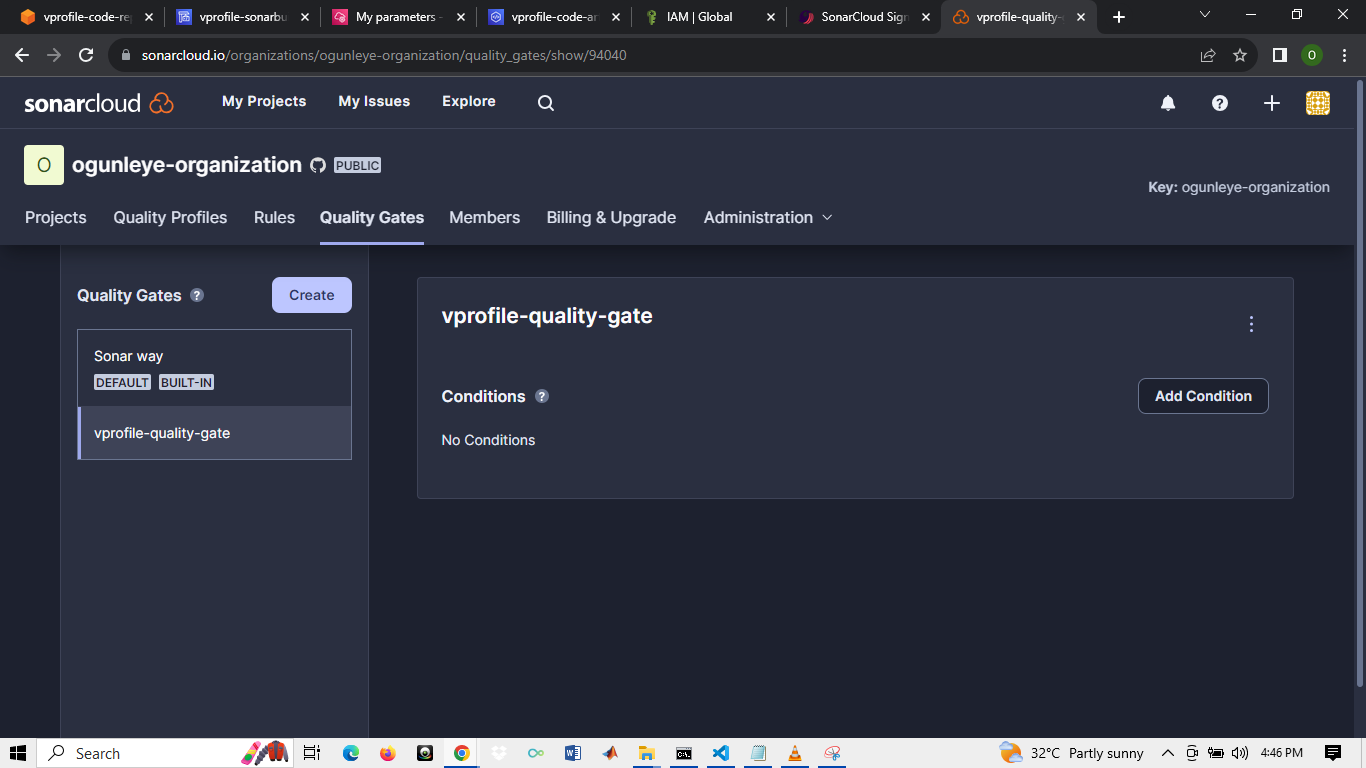 vprofile-code-rep
vprofile-sonarbu
My parameters -
vprofile-code-ar
IAM | Global
SonarCloud Sign
vprofile-quality-
sonarcloud.io/organizations/ogunleye-organization/quality_gates/show/94040
O
sonarcloud
My Projects
My Issues
Explore
O
ogunleye-organization
PUBLIC
Key: ogunleye-organization
Projects
Quality Profiles
Rules
Quality Gates
Members
Billing & Upgrade
Administration
Quality Gates
Create
Sonar way
DEFAULT BUILT-IN
vprofile-quality-gate
vprofile-quality-gate
Conditions
Add Condition
No Conditions
Search
32°C Partly sunny
4:46 PM